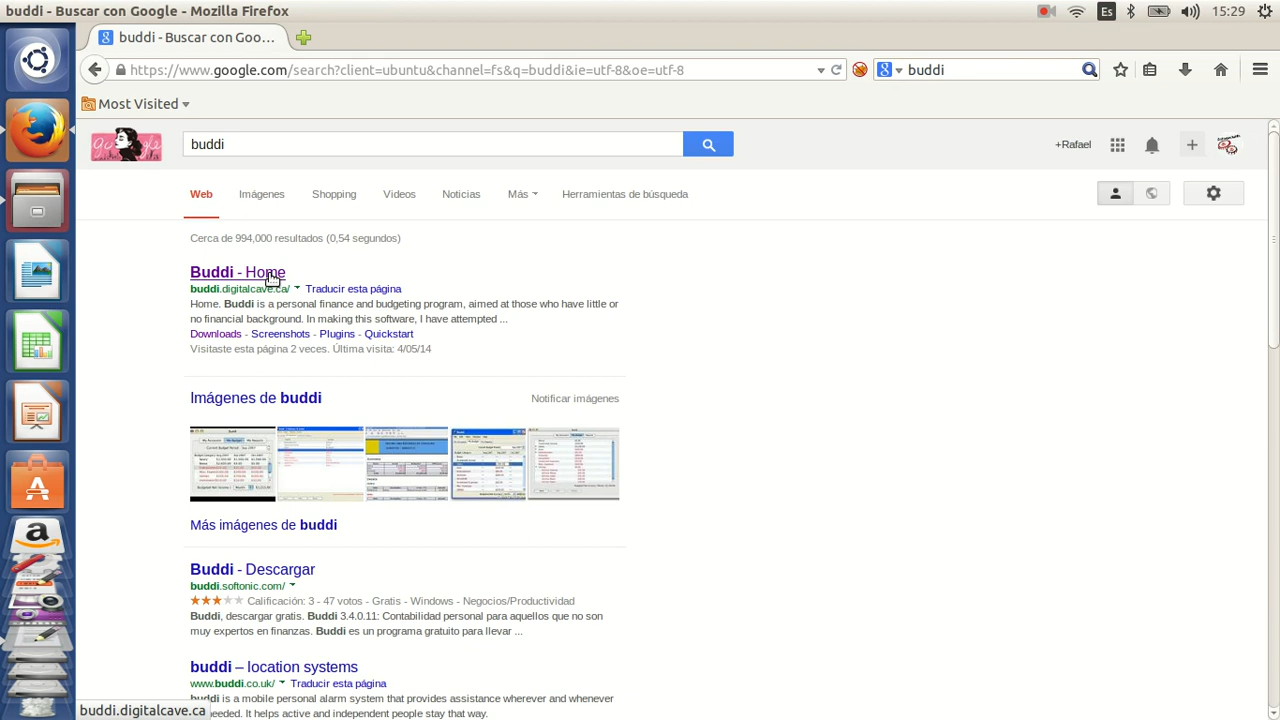 buddi - Buscar con Google - Mozilla Firefox
Es
15:29
buddi - Buscar con Goo...
https://www.google.com/search?client=ubuntu&channel=fs&q=buddi&ie=utf-8&oe=utf-8
buddi
Most Visited
buddi
+Rafael
Web Imágenes Shopping Videos Noticias Más Herramientas de búsqueda
Cerca de 994,000 resultados (0,54 segundos)
Buddi - Home
buddi.digitalcave.ca/ Traducir esta página
Home. Buddi is a personal finance and budgeting program, aimed at those who have little or
no financial background. In making this software, I have attempted ...
Downloads - Screenshots - Plugins - Quickstart
Visitaste esta página 2 veces. Última visita: 4/05/14
Imágenes de buddi
Notificar imágenes
Más imágenes de buddi
Buddi - Descargar
buddi.softonic.com/
Calificación: 3 - 47 votos - Gratis - Windows - Negocios/Productividad
Buddi, descargar gratis. Buddi 3.4.0.11: Contabilidad personal para aquellos que no son
muy expertos en finanzas. Buddi es un programa gratuito para llevar ...
buddi – location systems
www.buddi.co.uk/ Traducir esta página
buddi is a mobile personal alarm system that provides assistance wherever and whenever
needed. It helps active and independent people stay that way.
buddi.digitalcave.ca